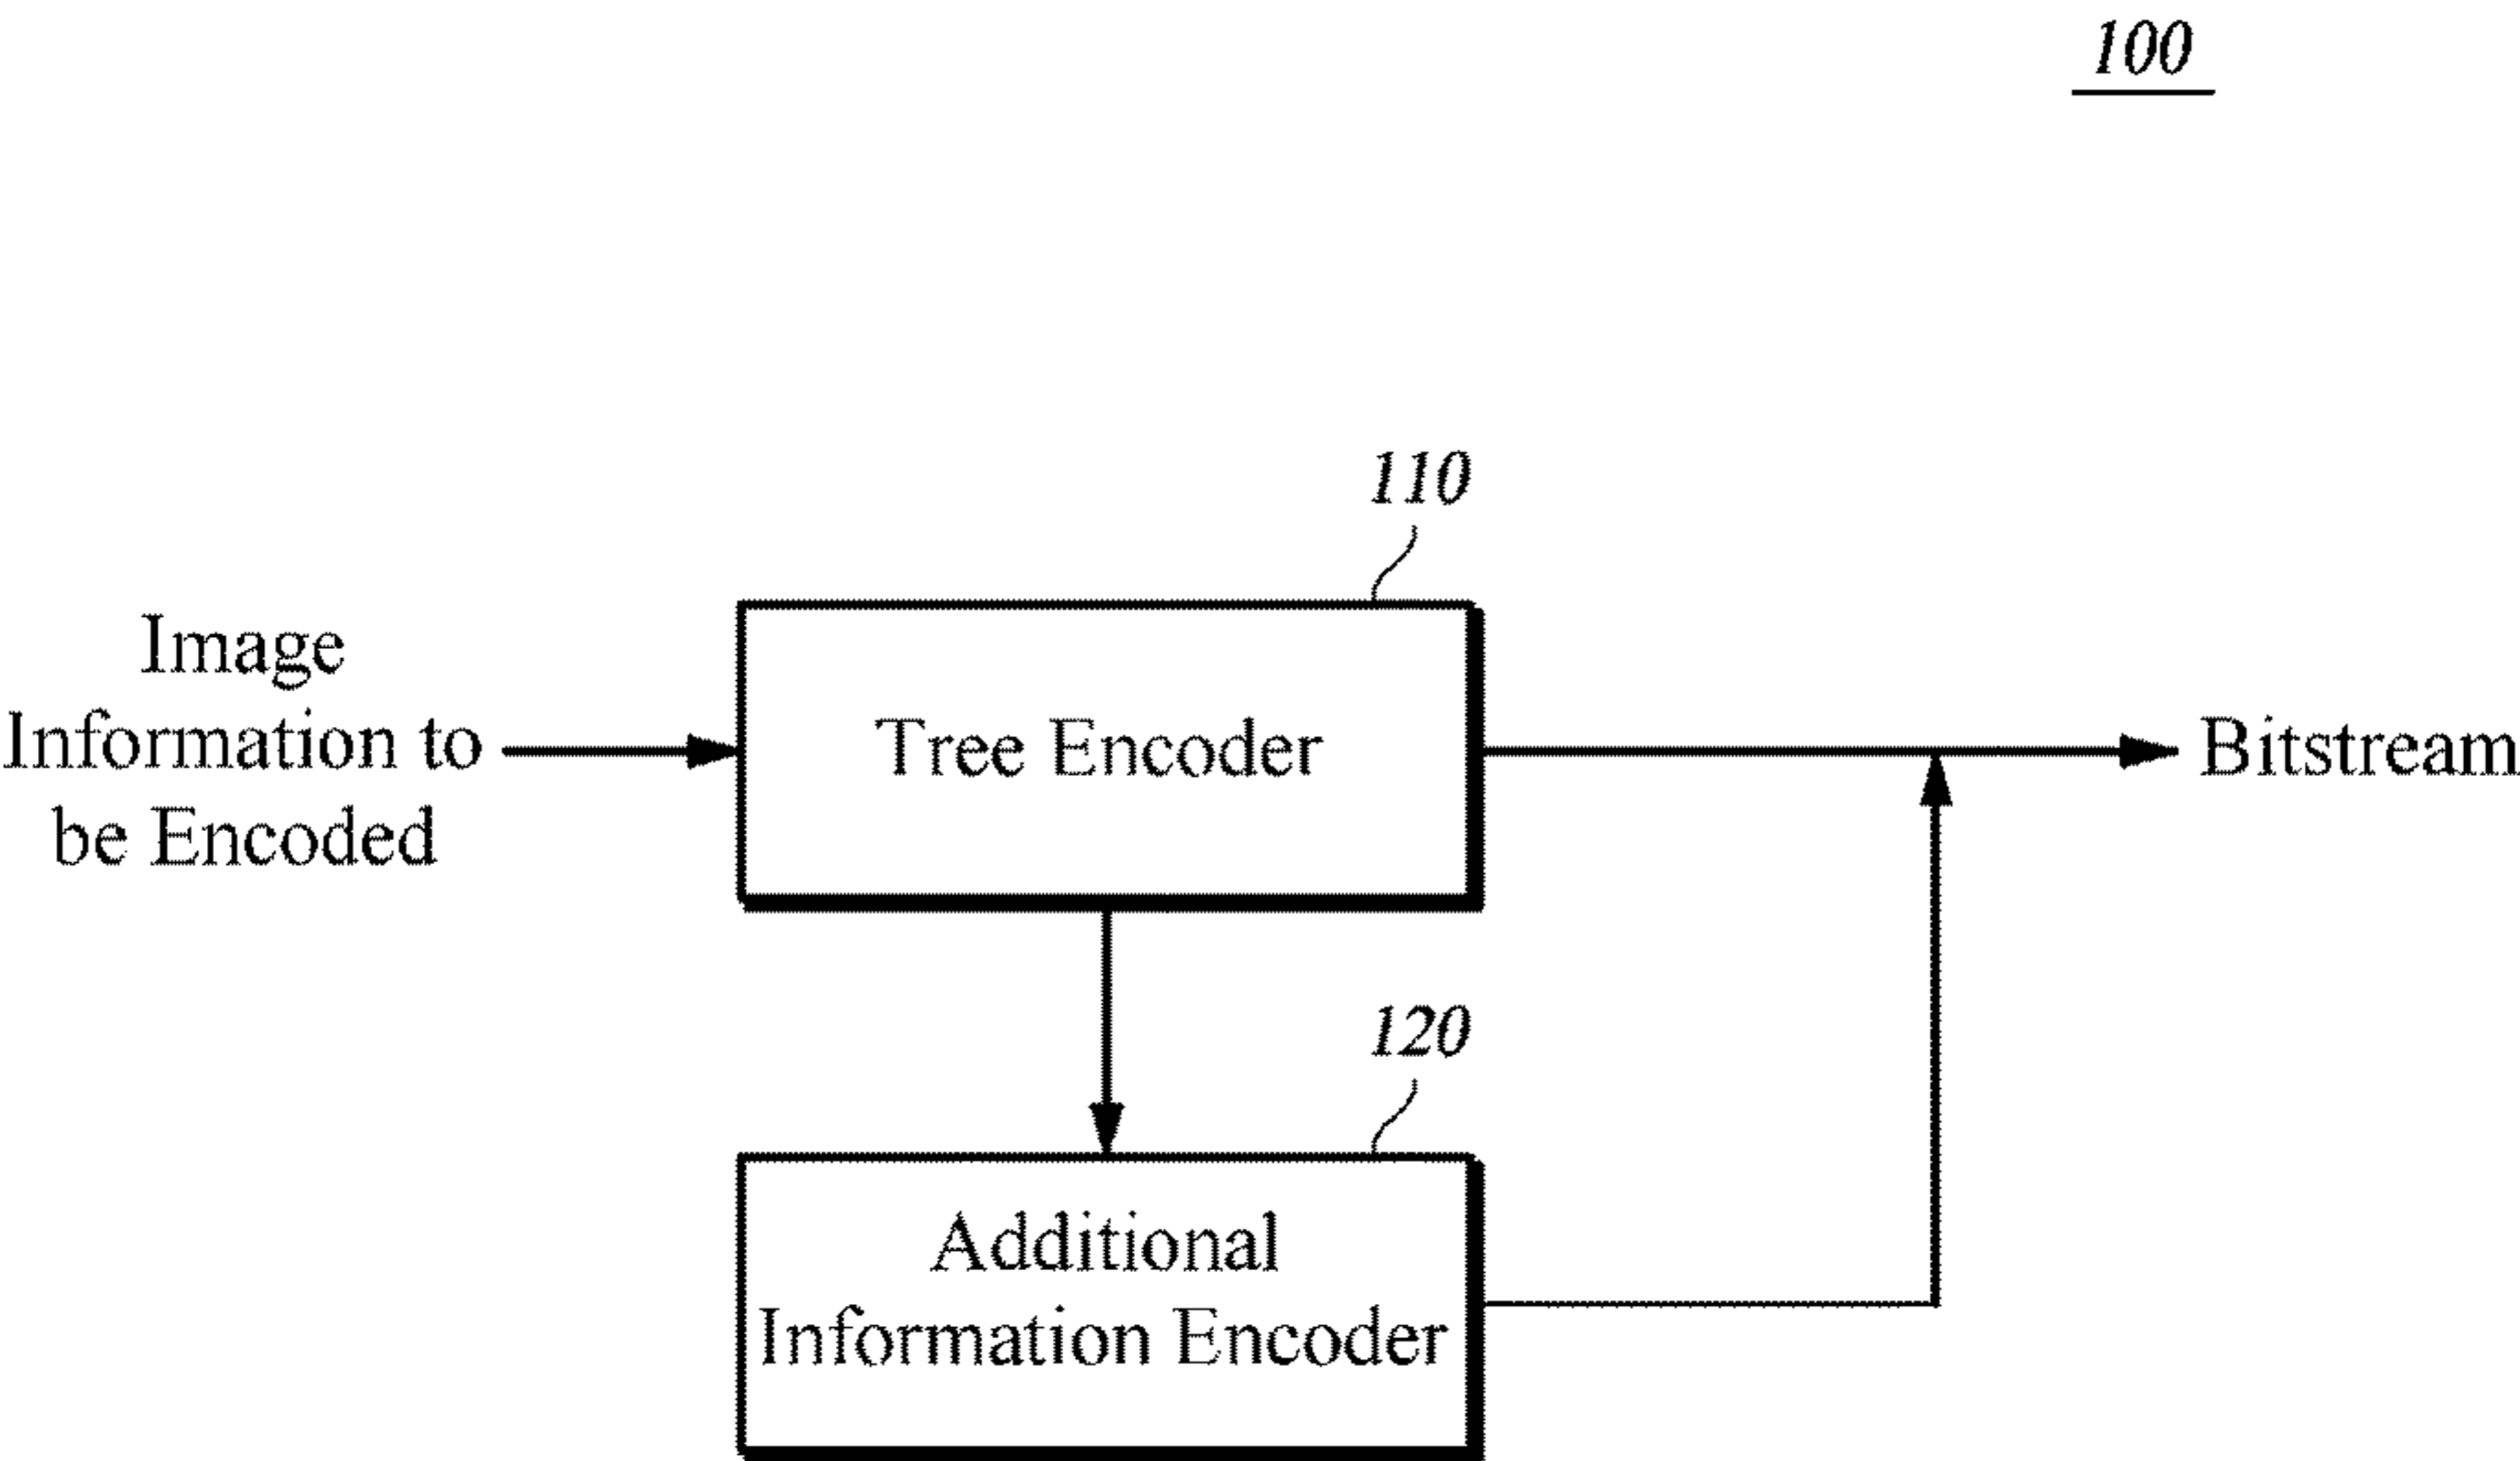 100
110
Image
Information to
be Encoded
Tree Encoder
Bitstream
120
Additional
Information Encoder